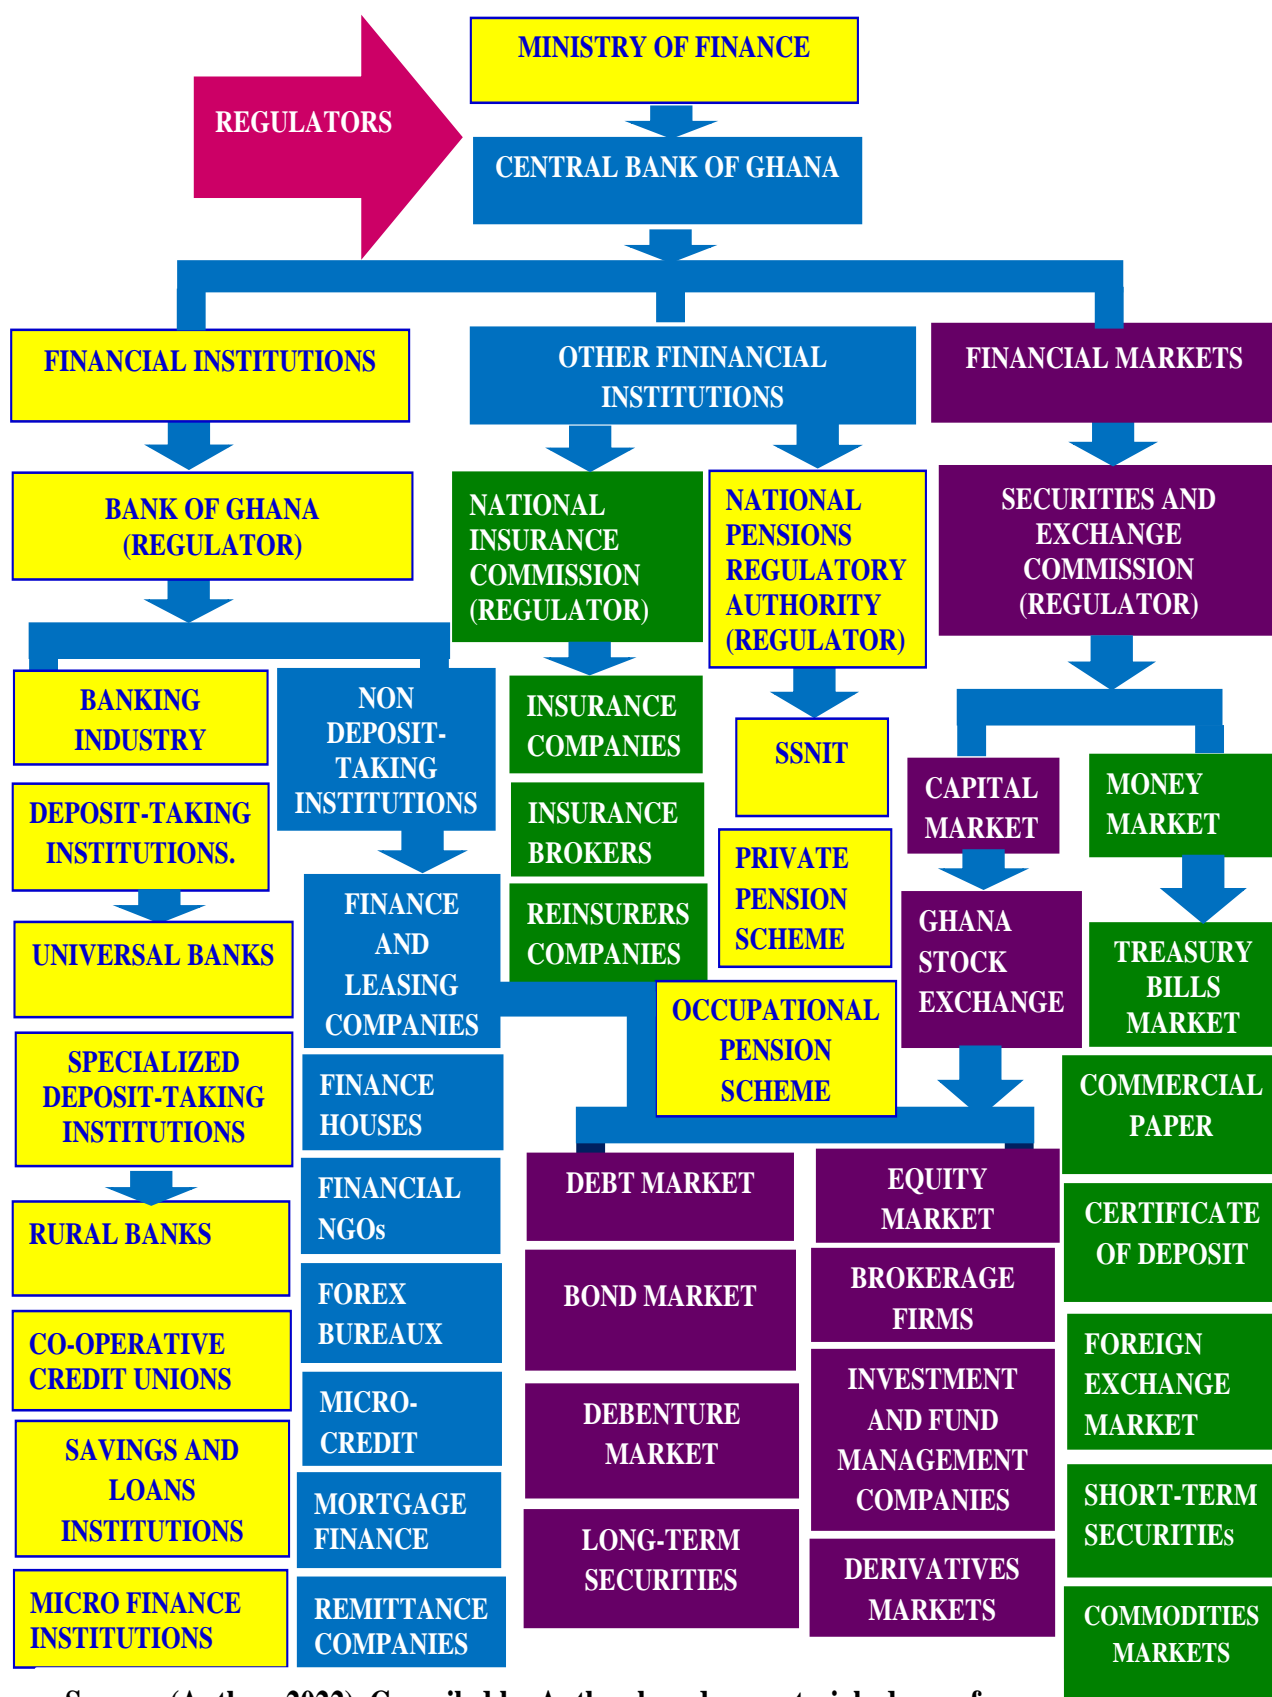 MINISTRY OF FINANCE
REGULATORS
CENTRAL BANK OF GHANA
FINANCIAL INSTITUTIONS
OTHER FININANCIAL
INSTITUTIONS
FINANCIAL MARKETS
BANK OF GHANA
(REGULATOR)
NATIONAL
INSURANCE
COMMISSION
(REGULATOR)
NATIONAL
PENSIONS
REGULATORY
AUTHORITY
(REGULATOR)
SECURITIES AND
EXCHANGE
COMMISSION
(REGULATOR)
BANKING
INDUSTRY
DEPOSIT-TAKING
INSTITUTIONS.
UNIVERSAL BANKS
SPECIALIZED
DEPOSIT-TAKING
INSTITUTIONS
RURAL BANKS
CO-OPERATIVE
CREDIT UNIONS
SAVINGS AND
LOANS
INSTITUTIONS
MICRO FINANCE
INSTITUTIONS
NON
DEPOSIT-
TAKING
INSTITUTIONS
FINANCE
AND
LEASING
COMPANIES
FINANCE
HOUSES
FINANCIAL
NGOs
FOREX
BUREAUX
MICRO-
CREDIT
MORTGAGE
FINANCE
REMITTANCE
COMPANIES
INSURANCE
COMPANIES
INSURANCE
BROKERS
REINSURERS
COMPANIES
SSNIT
PRIVATE
PENSION
SCHEME
OCCUPATIONAL
PENSION
SCHEME
CAPITAL
MARKET
GHANA
STOCK
EXCHANGE
DEBT MARKET
BOND MARKET
DEBENTURE
MARKET
LONG-TERM
SECURITIES
EQUITY
MARKET
BROKERAGE
FIRMS
INVESTMENT
AND FUND
MANAGEMENT
COMPANIES
DERIVATIVES
MARKETS
MONEY
MARKET
TREASURY
BILLS
MARKET
COMMERCIAL
PAPER
CERTIFICATE
OF DEPOSIT
FOREIGN
EXCHANGE
MARKET
SHORT-TERM
SECURITIEs
COMMODITIES
MARKETS